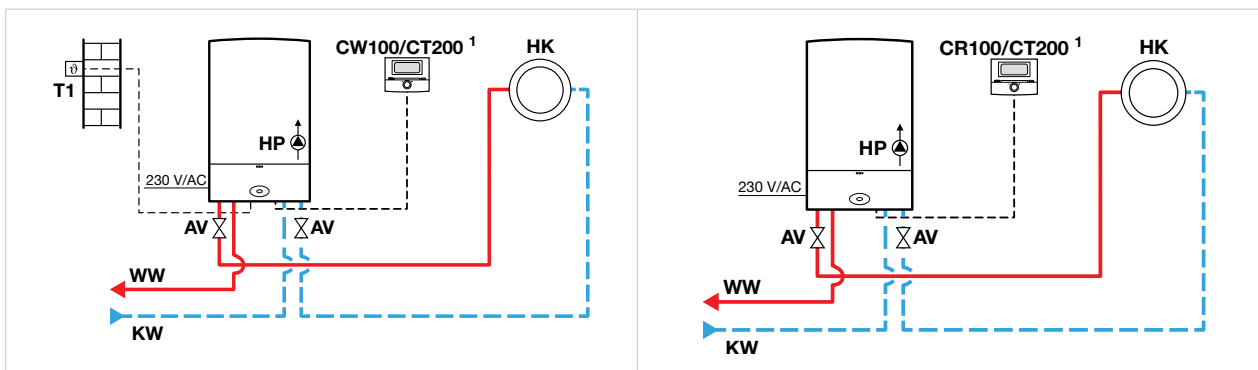 CW100/CT200 1
HK
ϑ
T1
HP
230 V/AC
AV
AV
WW
KW
CR100/CT200 1
HK
HP
230 V/AC
AV
AV
WW
KW